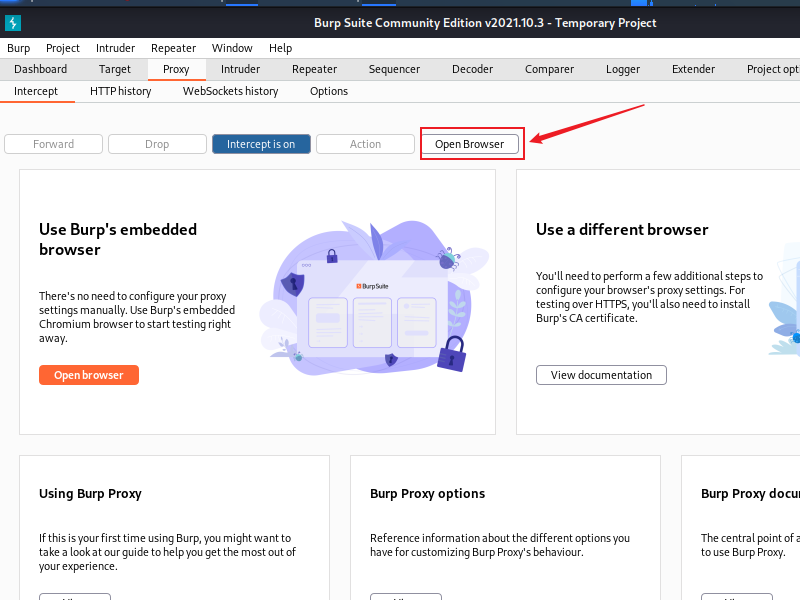 Burp Suite Community Edition v2021.10.3 - Temporary Project
Burp Project Intruder Repeater Window Help
Dashboard Target Proxy Intruder Repeater Sequencer Decoder Comparer Logger Extender Project opt
Intercept HTTP history WebSockets history Options
Forward Drop Intercept is on Action Open Browser
Use Burp's embedded
browser
There's no need to configure your proxy
settings manually. Use Burp's embedded
Chromium browser to start testing right
away.
Open browser
Burp Suite
Use a different browser
You'll need to perform a few additional steps to
configure your browser's proxy settings. For
testing over HTTPS, you'll also need to install
Burp's CA certificate.
View documentation
Using Burp Proxy
If this is your first time using Burp, you might want to
take a look at our guide to help you get the most out of
your experience.
Burp Proxy options
Reference information about the different options you
have for customizing Burp Proxy's behaviour.
Burp Proxy docu
The central point of a
to use Burp Proxy.